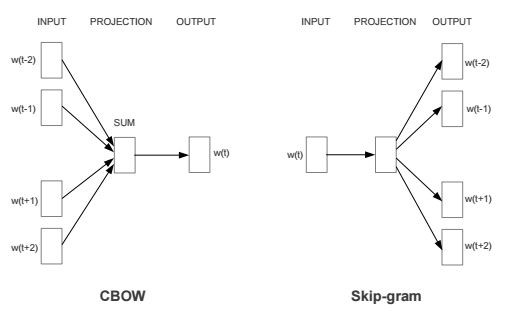 INPUT PROJECTION OUTPUT
w(t-2)
w(t-1)
SUM
w(t)
w(t+1)
w(t+2)
CBOW
INPUT PROJECTION OUTPUT
w(t-2)
w(t-1)
w(t)
w(t+1)
w(t+2)
Skip-gram